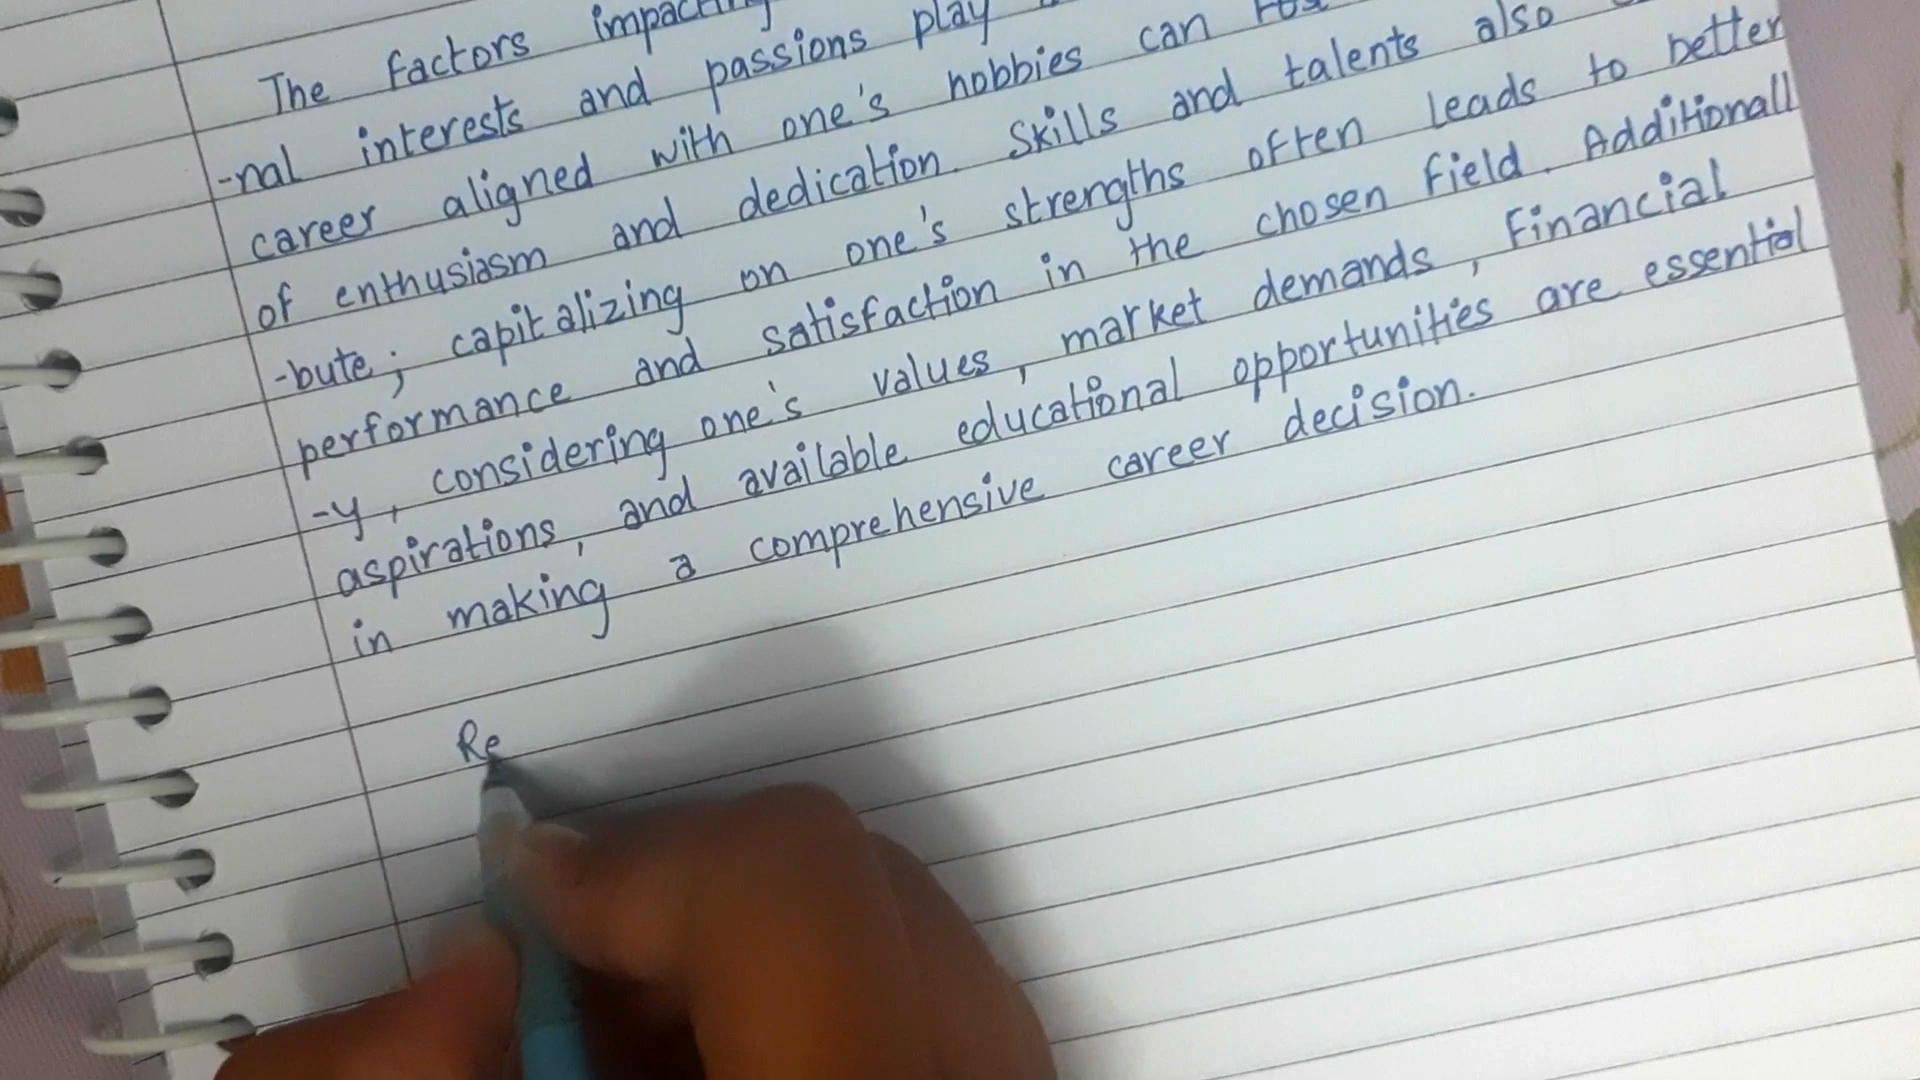 The factors impacting
-nal interests and passions play
career aligned with one's hobbies can
of enthusiasm and dedication. Skills and talents also
-bute; capitalizing on one's strengths often leads to better
performance and satisfaction in the chosen field. Additionall
-y, considering one's values, market demands, financial
aspirations, and available educational opportunities are essential
in making a comprehensive career decision.
Re